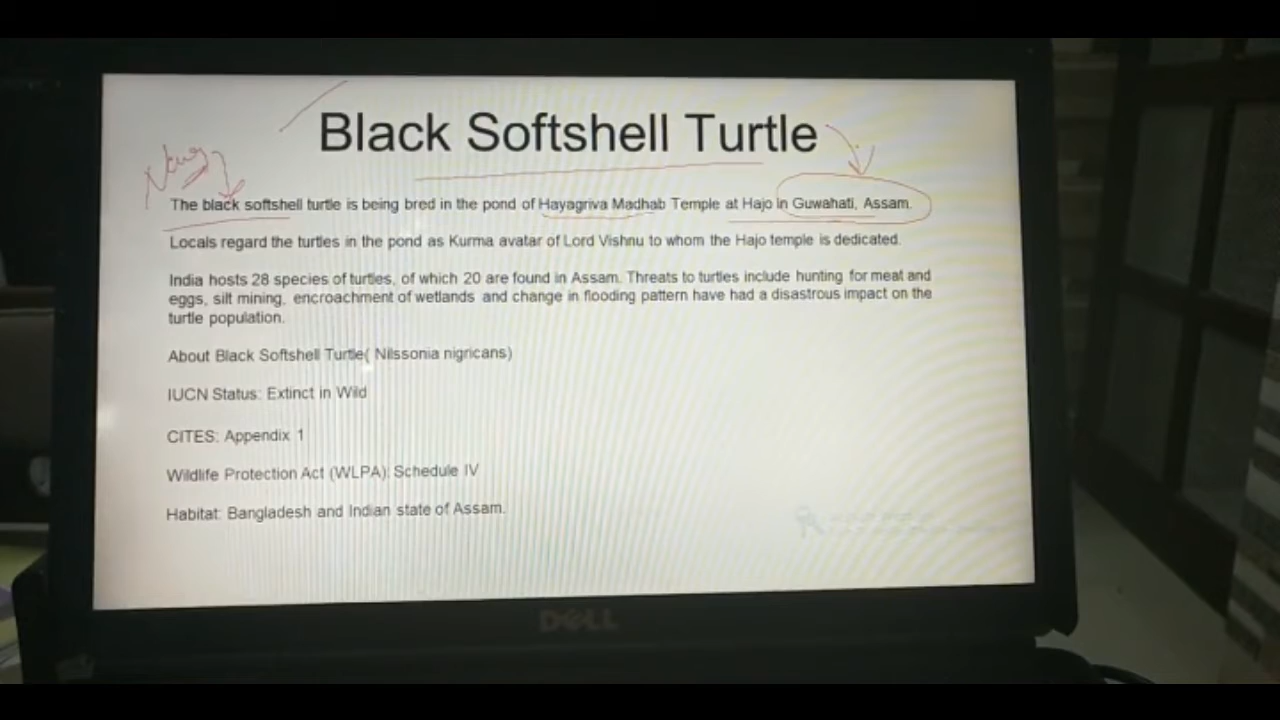 Black Softshell Turtle
The black softshell turtle is being bred in the pond of Hayagriva Madhab Temple at Hajo in Guwahati, Assam.
Locals regard the turtles in the pond as Kurma avatar of Lord Vishnu to whom the Hajo temple is dedicated.
India hosts 28 species of turtles, of which 20 are found in Assam. Threats to turtles include hunting for meat and
eggs, silt mining, encroachment of wetlands and change in flooding pattern have had a disastrous impact on the
turtle population.
About Black Softshell Turtle( Nilssonia nigricans)
IUCN Status: Extinct in Wild
CITES: Appendix 1
Wildlife Protection Act (WLPA): Schedule IV
Habitat: Bangladesh and Indian state of Assam.
DELL